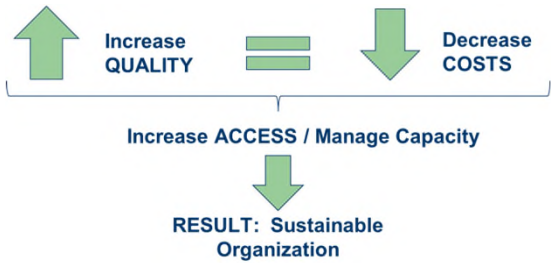 Increase
QUALITY
Decrease
COSTS
Increase ACCESS / Manage Capacity
RESULT: Sustainable
Organization